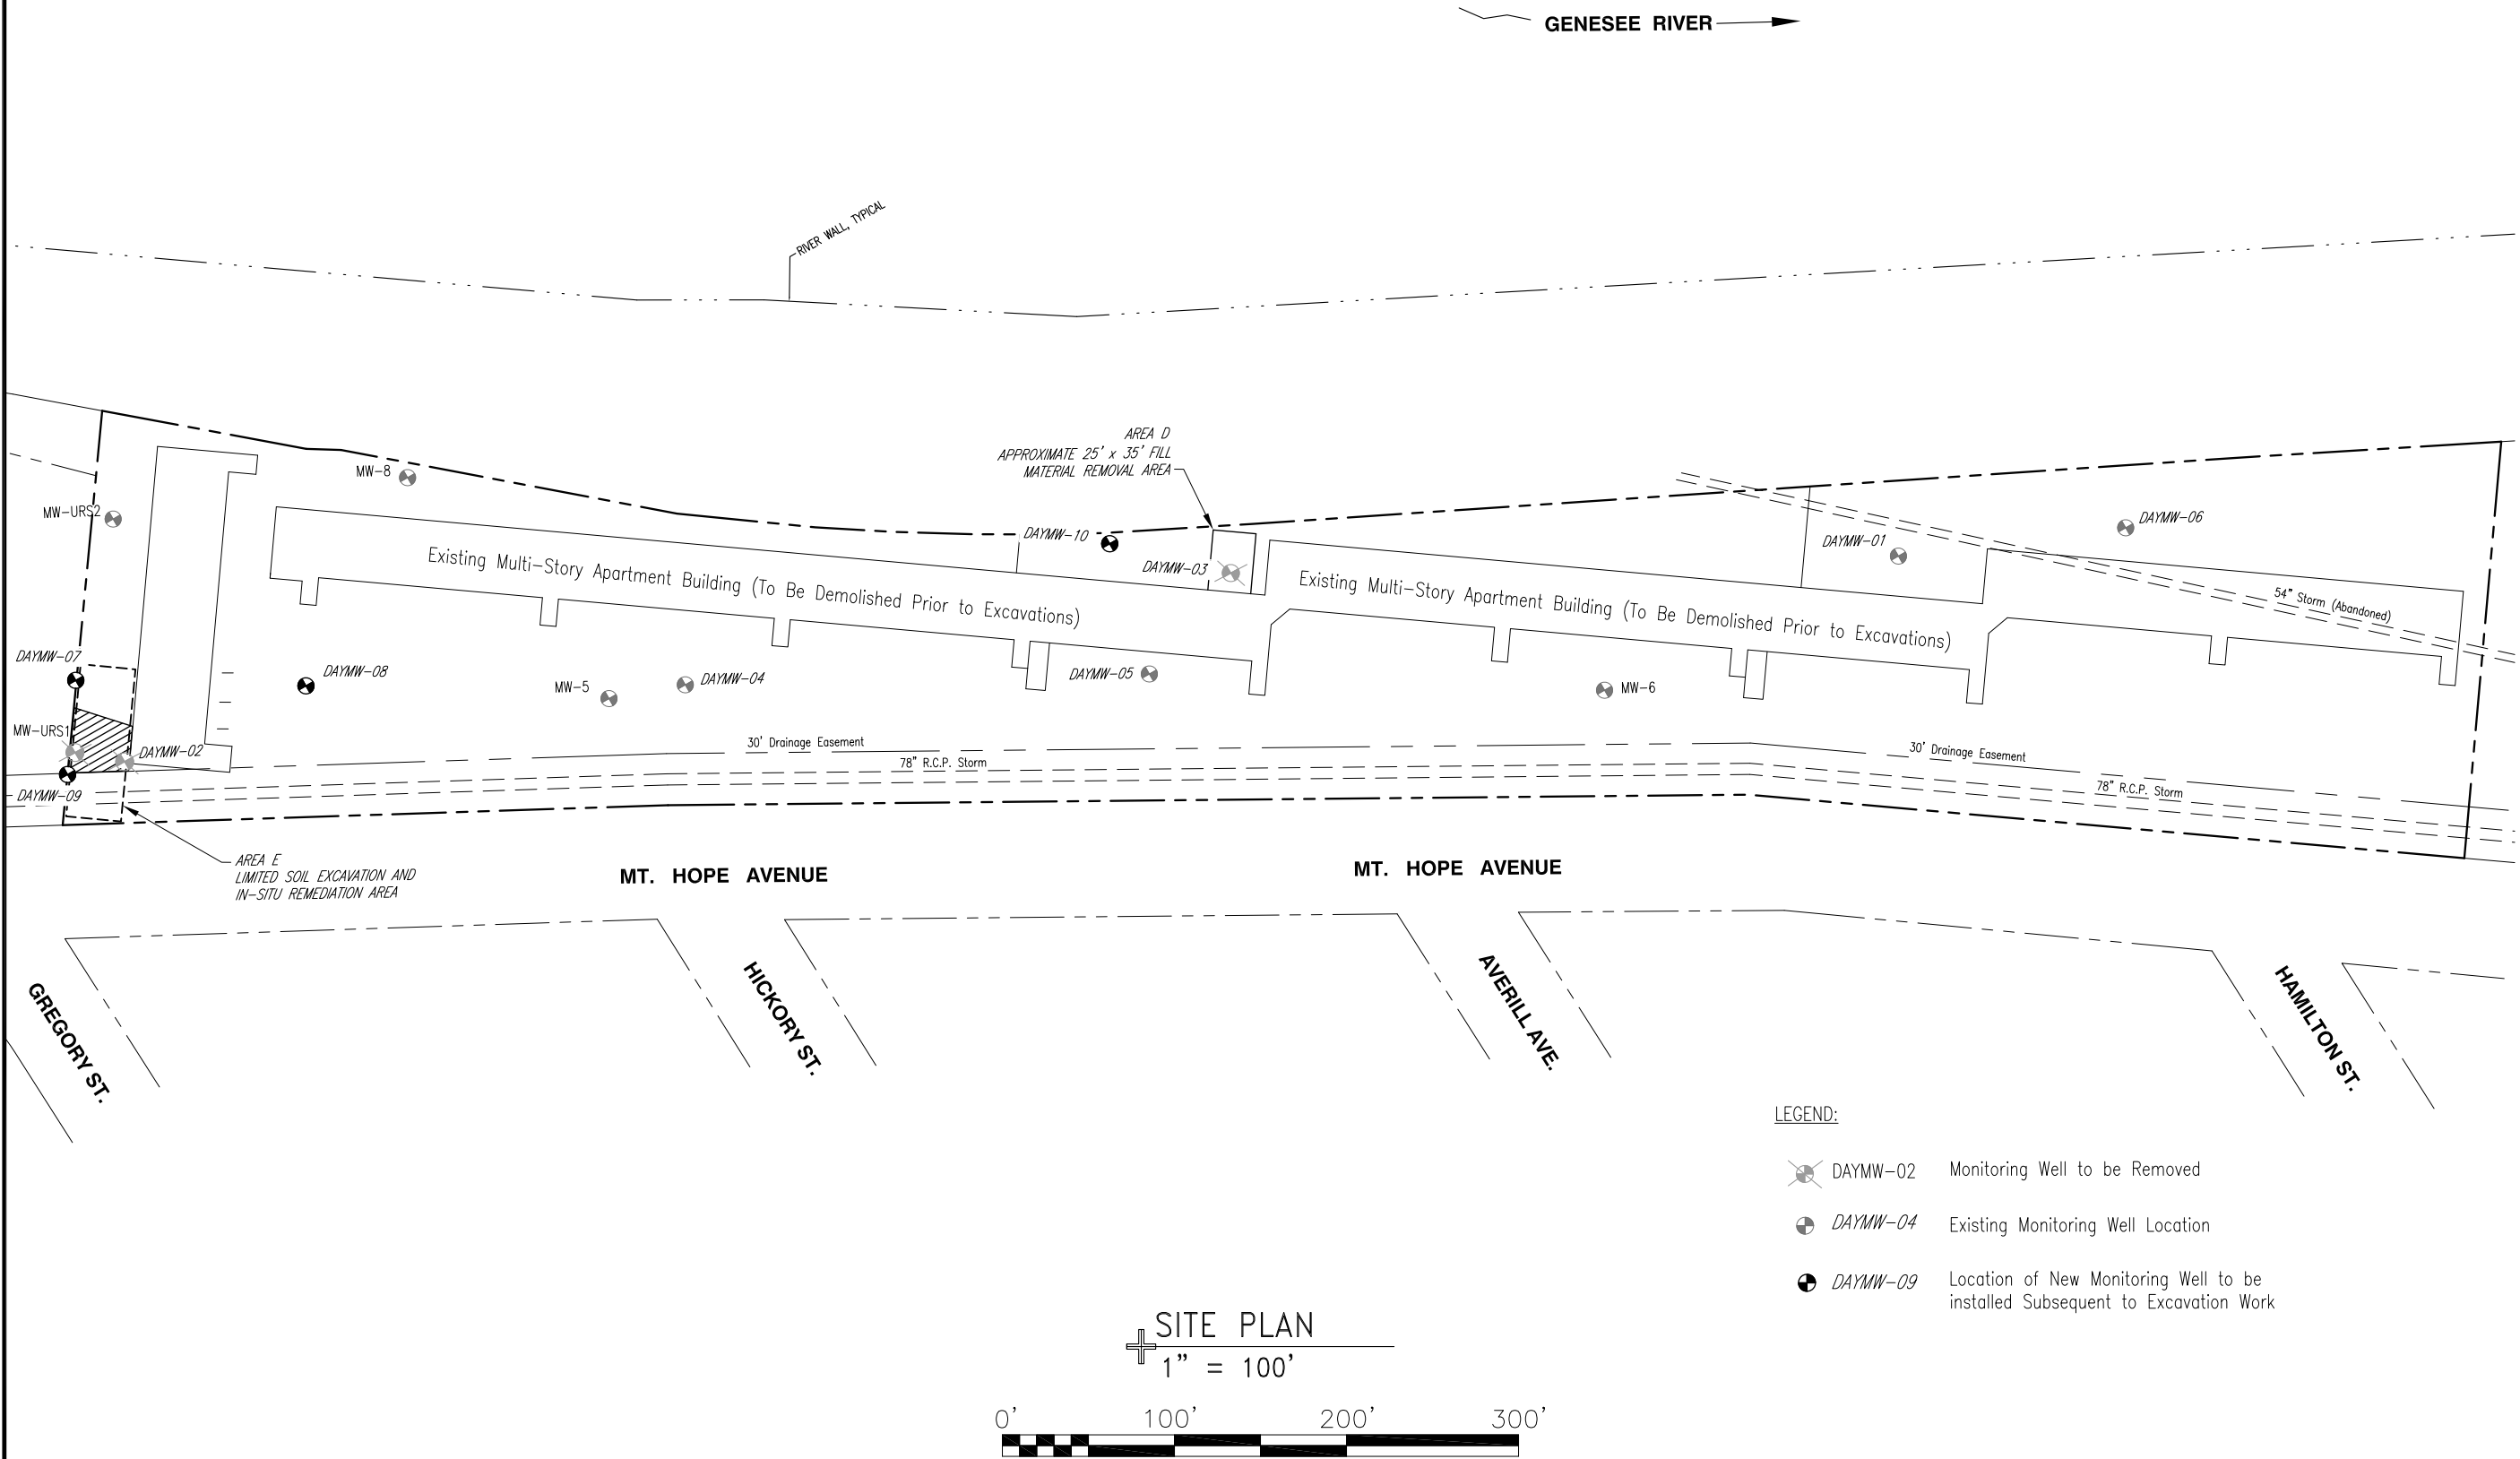 GENESEE RIVER
RIVER WALL, TYPICAL
AREA D
APPROXIMATE 25' x 35' FILL
MATERIAL REMOVAL AREA
MW-8
MW-URS2
DAYMW-10
DAYMW-03
DAYMW-01
DAYMW-06
Existing Multi-Story Apartment Building (To Be Demolished Prior to Excavations)
Existing Multi-Story Apartment Building (To Be Demolished Prior to Excavations)
54" Storm (Abandoned)
DAYMW-07
DAYMW-08
MW-5
DAYMW-04
DAYMW-05
MW-6
MW-URS1
DAYMW-02
30' Drainage Easement
30' Drainage Easement
78" R.C.P. Storm
78" R.C.P. Storm
DAYMW-09
AREA E
LIMITED SOIL EXCAVATION AND
IN-SITU REMEDIATION AREA
MT. HOPE AVENUE
MT. HOPE AVENUE
GREGORY ST.
HICKORY ST.
AVERILL AVE.
HAMILTON ST.
LEGEND:
DAYMW-02 Monitoring Well to be Removed
DAYMW-04 Existing Monitoring Well Location
DAYMW-09 Location of New Monitoring Well to be
installed Subsequent to Excavation Work
SITE PLAN
1" = 100'
0' 100' 200' 300'